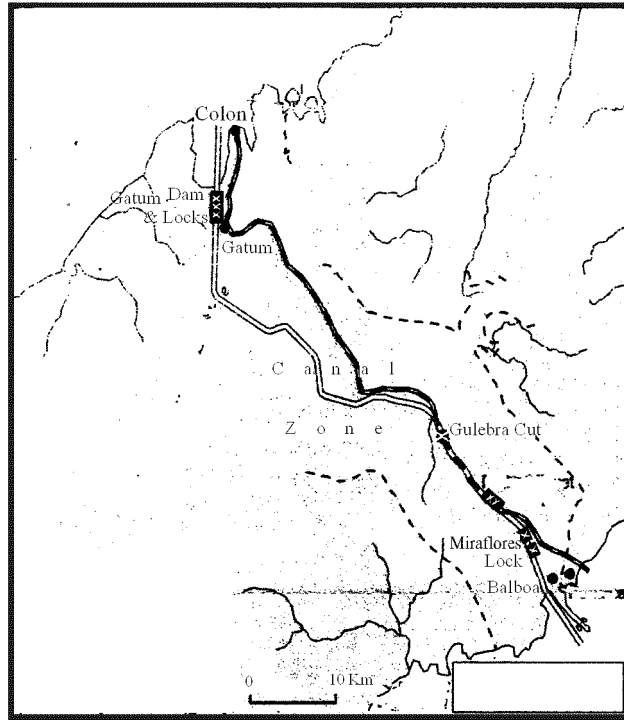 Colon
Gatum Dam
& Locks
Gatum
C a n a l
Z o n e
Gulebra Cut
Miraflores
Lock
Balboa
0 10 Km